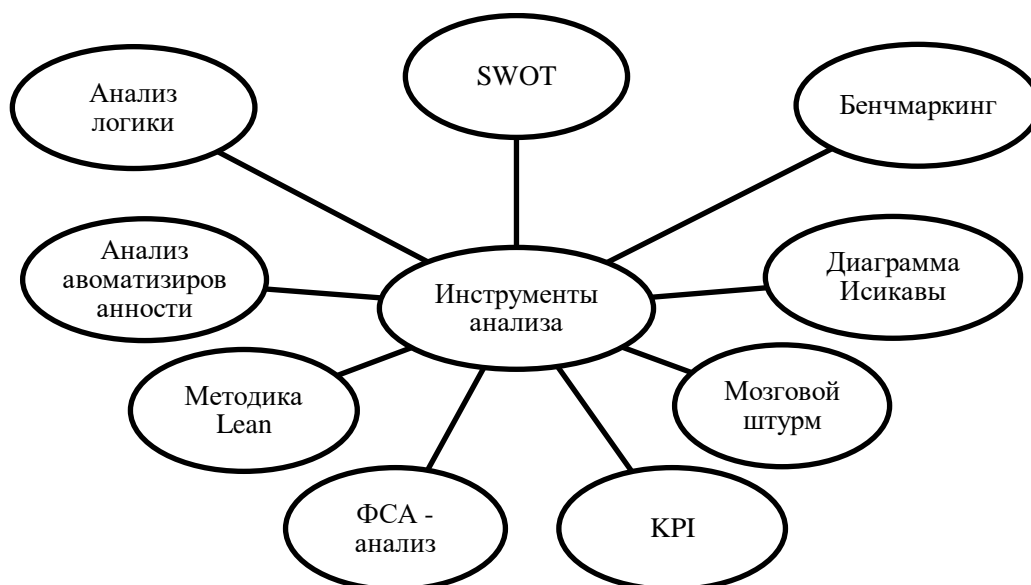 SWOT
Анализ
логики
Бенчмаркинг
Анализ
авоматизиров
анности
Диаграмма
Исикавы
Инструменты
анализа
Методика
Lean
Мозговой
штурм
ФСА -
анализ
KPI